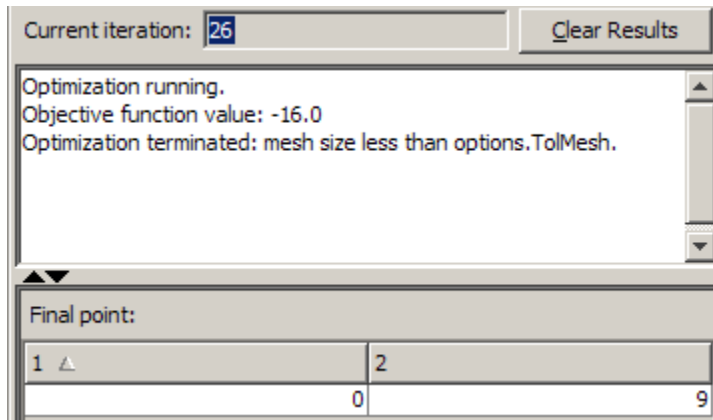 Current iteration: 26 Clear Results
Optimization running.
Objective function value: -16.0
Optimization terminated: mesh size less than options.TolMesh.
Final point:
1 2
0 9